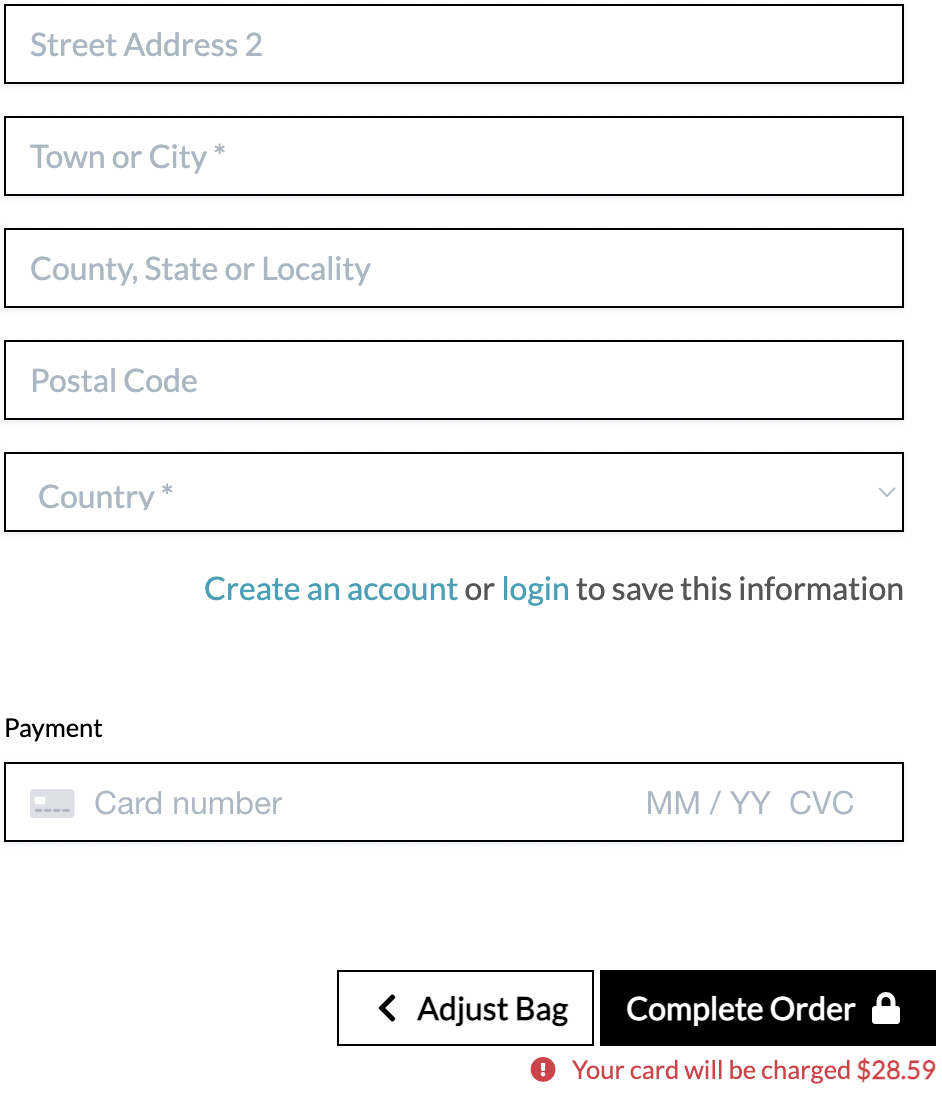 Street Address 2
Town or City *
County, State or Locality
Postal Code
Country *
Create an account or login to save this information
Payment
Card number MM / YY CVC
Adjust Bag Complete Order
Your card will be charged $28.59